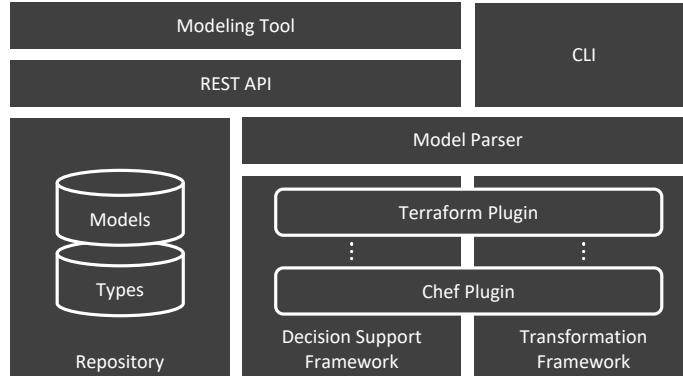 Modeling Tool
CLI
REST API
Model Parser
Models
Types
Repository
Terraform Plugin
Chef Plugin
Decision Support
Framework
Transformation
Framework